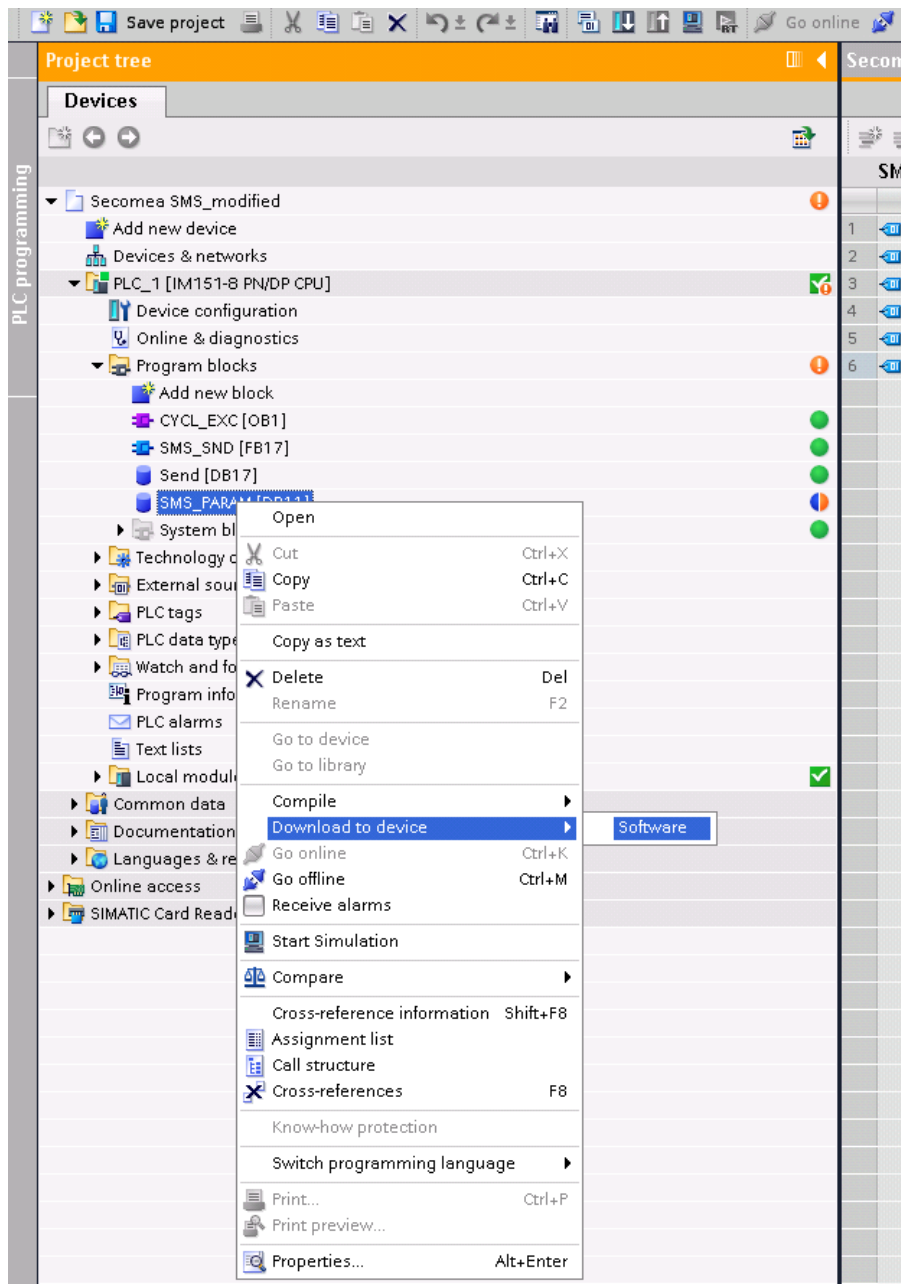 Save project
Go online
Project tree
Secom
Devices
PLC programming
SM
Secomea SMS_modified
Add new device
1
Devices & networks
2
PLC_1 [IM151-8 PN/DP CPU]
3
Device configuration
4
Online & diagnostics
5
Program blocks
6
Add new block
CYCL_EXC [OB1]
SMS_SND [FB17]
Send [DB17]
SMS_PARAM [DB11]
Open
System bl
Technology o
Cut Ctrl+X
External sour
Copy Ctrl+C
PLC tags
Paste Ctrl+V
PLC data type
Copy as text
Watch and fo
Delete Del
Program info
Rename F2
PLC alarms
Go to device
Text lists
Go to library
Local module
Common data
Compile
Documentation
Download to device
Software
Languages & re
Go online Ctrl+K
Online access
Go offline Ctrl+M
SIMATIC Card Reade
Receive alarms
Start Simulation
Compare
Cross-reference information Shift+F8
Assignment list
Call structure
Cross-references F8
Know-how protection
Switch programming language
Print... Ctrl+P
Print preview...
Properties... Alt+Enter